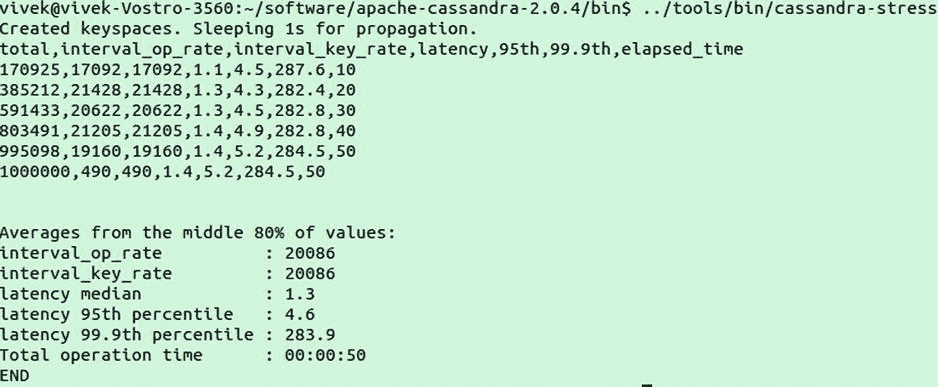 vivek@vivek-Vostro-3560:~/software/apache-cassandra-2.0.4/bin$ ../tools/bin/cassandra-stress
Created keyspaces. Sleeping 1s for propagation.
total,interval_op_rate,interval_key_rate,latency,95th,99.9th,elapsed_time
170925,17092,17092,1.1,4.5,287.6,10
385212,21428,21428,1.3,4.3,282.4,20
591433,20622,20622,1.3,4.5,282.8,30
803491,21205,21205,1.4,4.9,282.8,40
995098,19160,19160,1.4,5.2,284.5,50
1000000,490,490,1.4,5.2,284.5,50
Averages from the middle 80% of values:
interval_op_rate : 20086
interval_key_rate : 20086
latency median : 1.3
latency 95th percentile : 4.6
latency 99.9th percentile : 283.9
Total operation time : 00:00:50
END